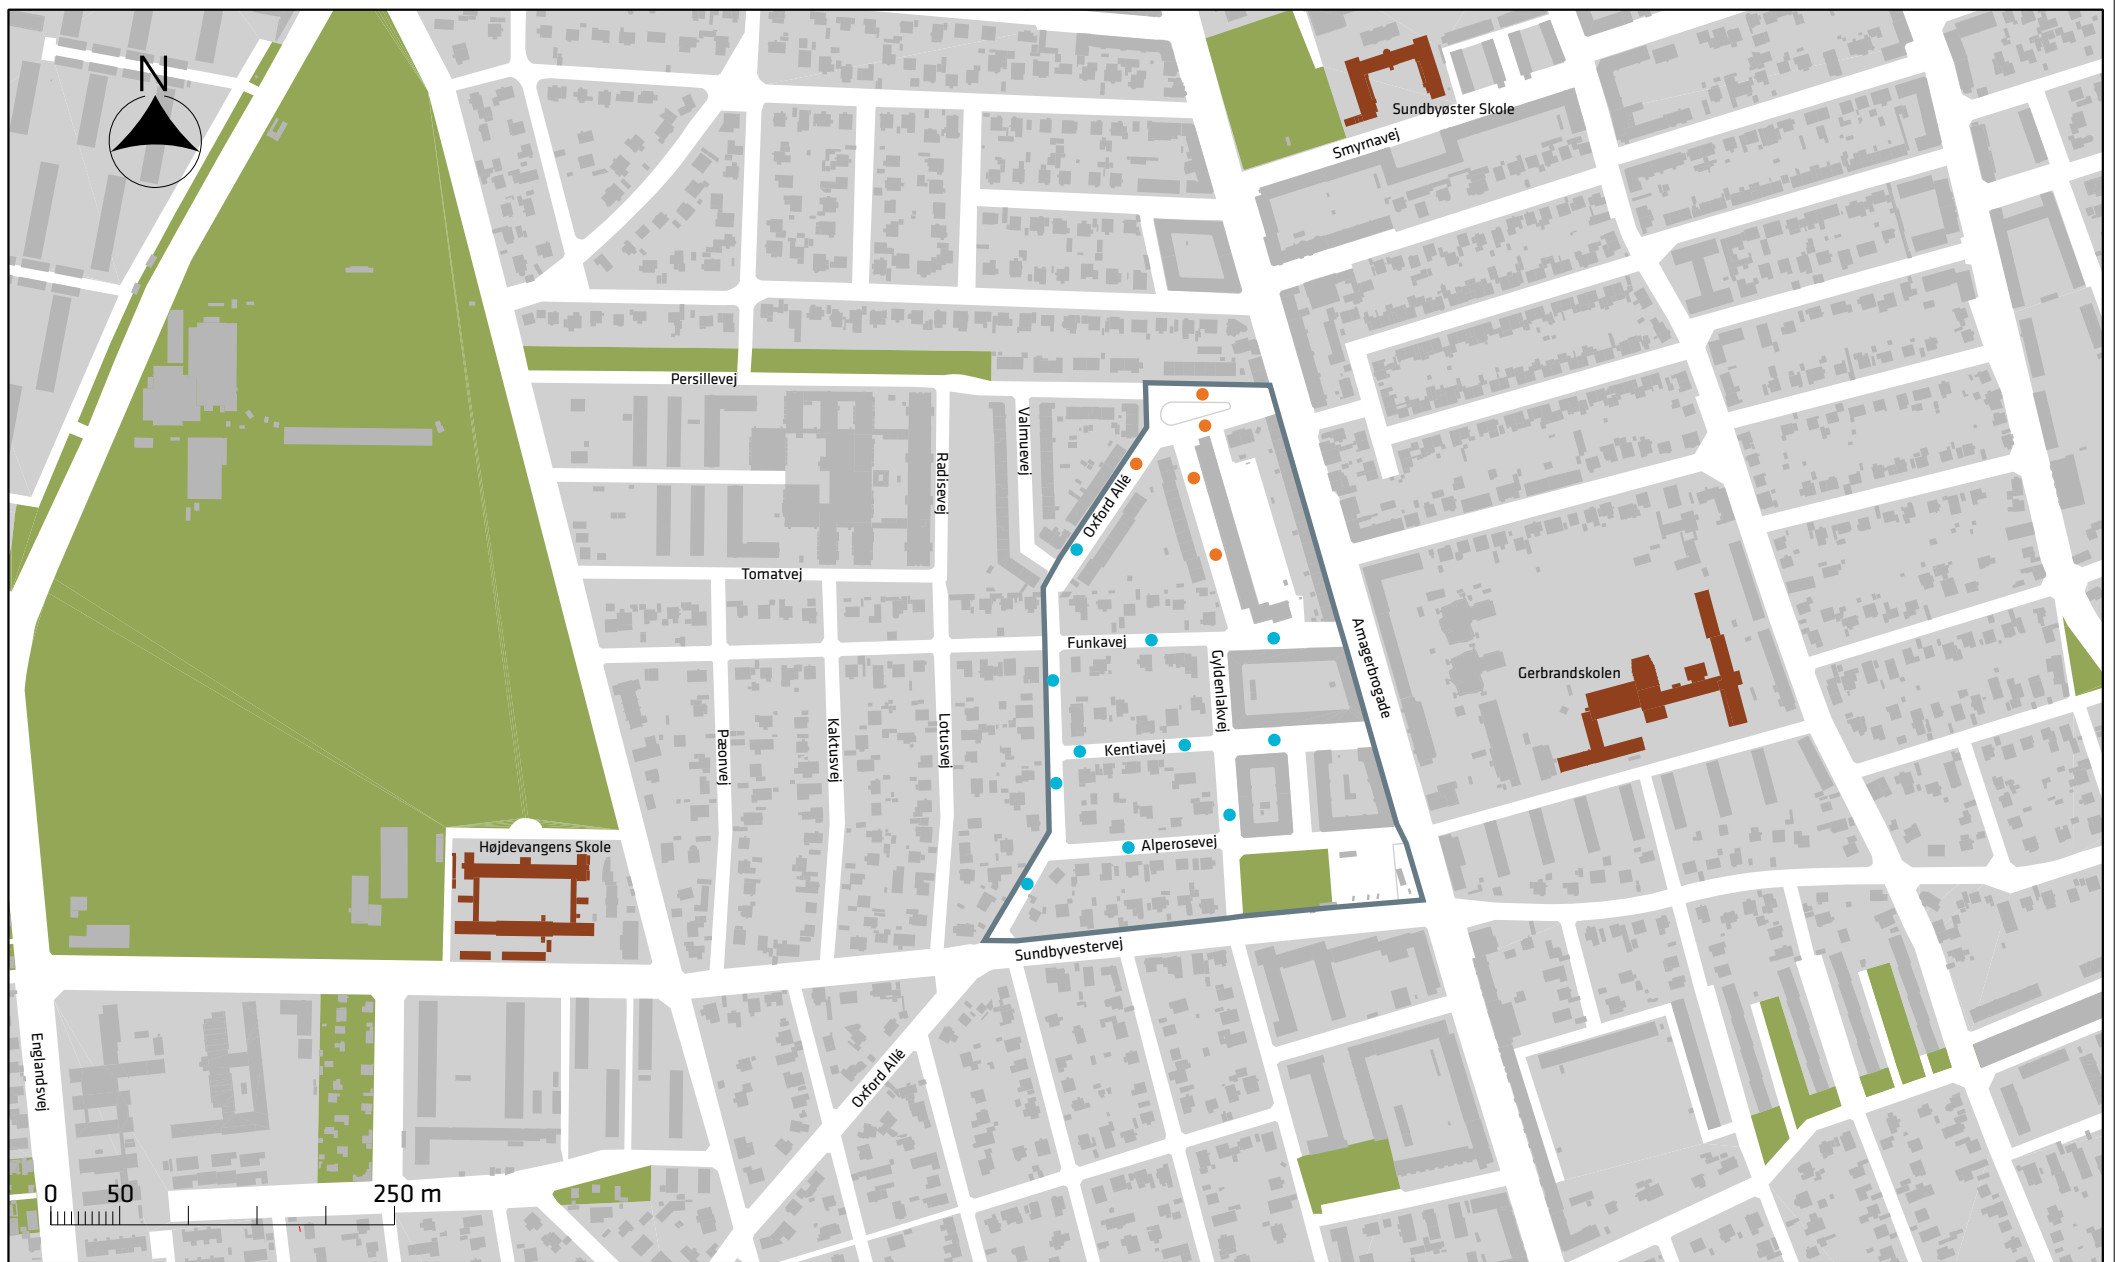 N
Sundbyøster Skole
Smyrnavej
Persillevej
Valmuevej
Radisevej
Oxford Allé
Tomatvej
Funkavej
Gyldenlakvej
Amagerbrogade
Gerbrandskolen
Pæonvej
Kaktusvej
Lotusvej
Kentiavej
Højdevangens Skole
Alperosevej
Sundbyvestervej
Englandsvej
Oxford Allé
0 50 250 m